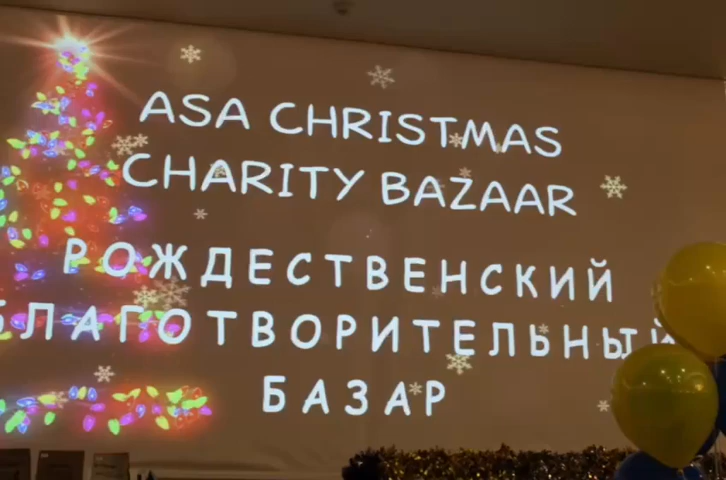 ASA CHRISTMAS
CHARITY BAZAAR
РОЖДЕСТВЕНСКИЙ
БЛАГОТВОРИТЕЛЬНЫЙ
БАЗАР